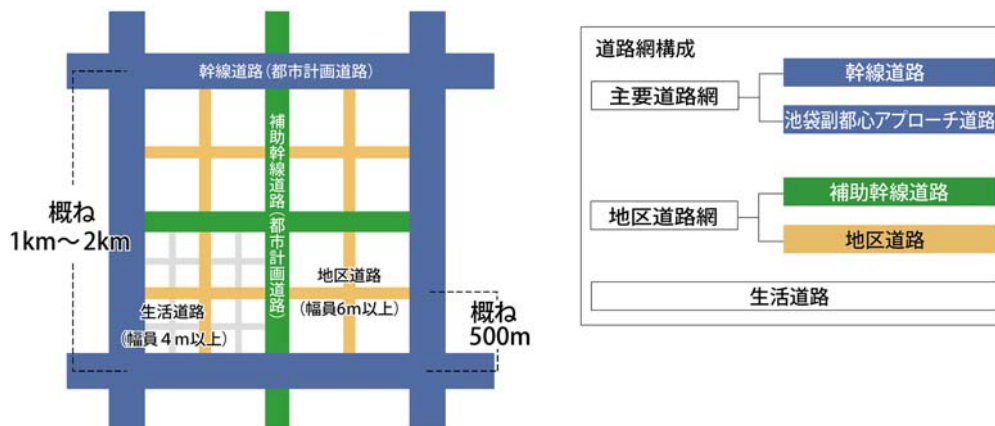 幹線道路(都市計画道路)
補助幹線道路(都市計画道路)
概ね
1km～2km
地区道路
(幅員6m以上)
生活道路
(幅員4m以上)
概ね
500m
道路網構成
主要道路網
幹線道路
池袋副都心アプローチ道路
地区道路網
補助幹線道路
地区道路
生活道路